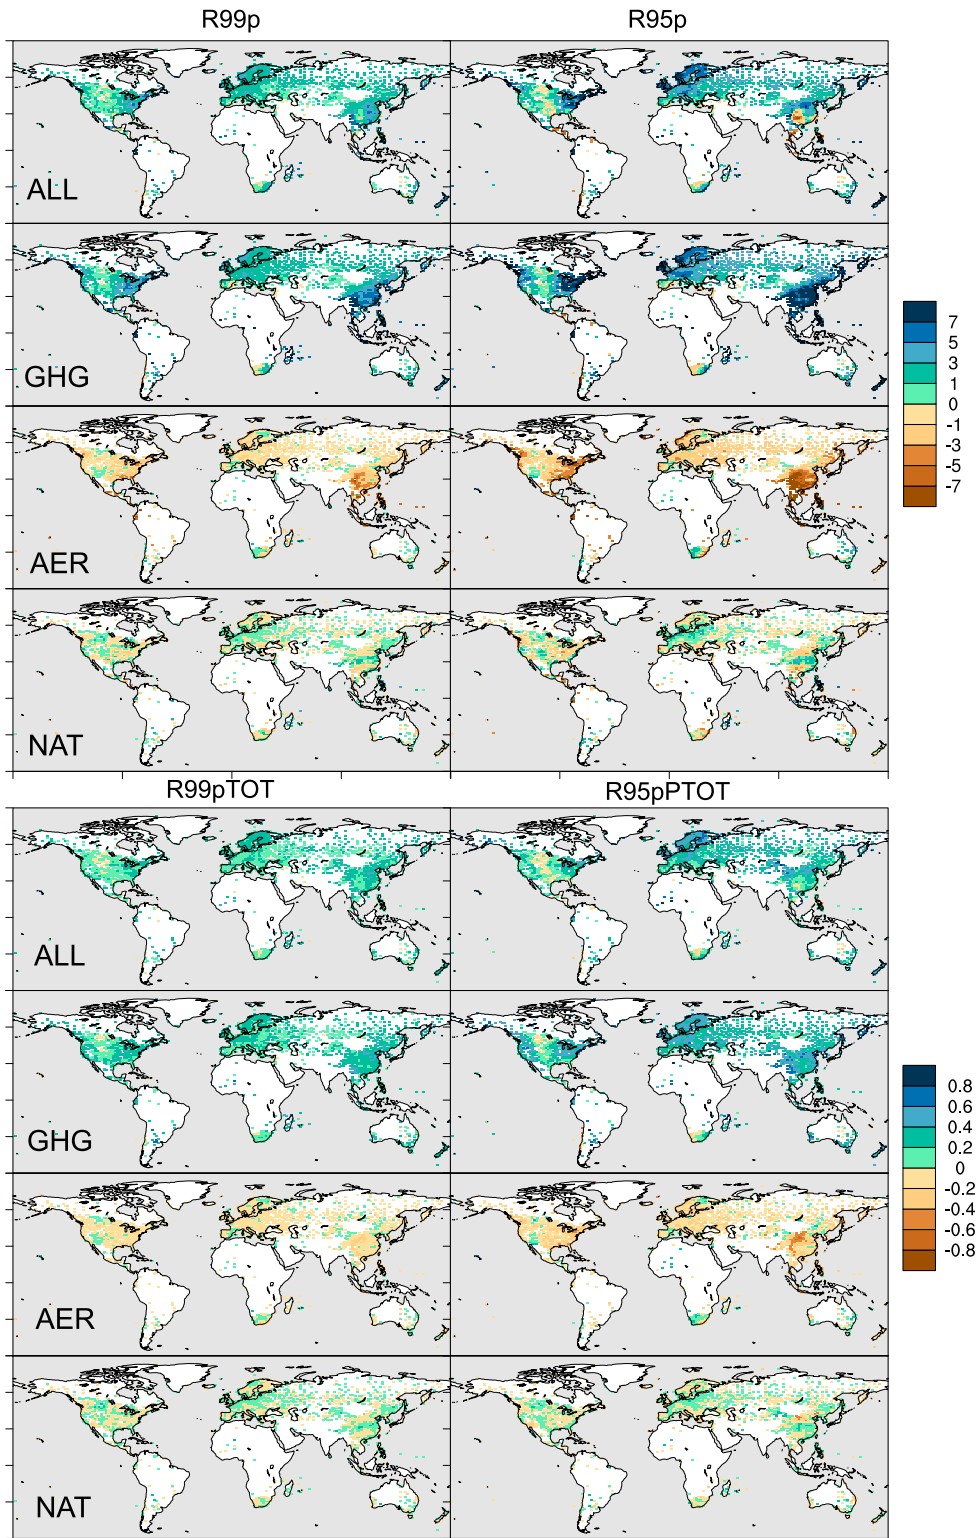 R99p R95p
ALL
GHG
7
5
3
1
0
-1
-3
-5
-7
AER
NAT
R99pTOT R95pPTOT
ALL
GHG
0.8
0.6
0.4
0.2
0
-0.2
-0.4
-0.6
-0.8
AER
NAT